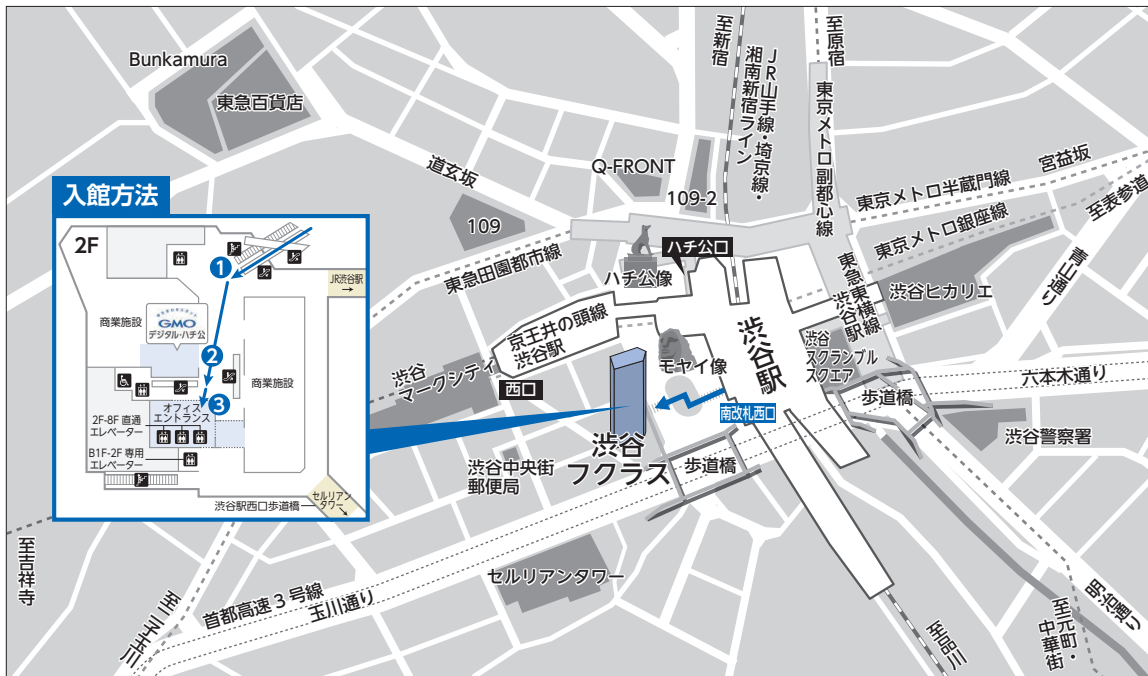 Bunkamura
東急百貨店
道玄坂
Q-FRONT
109-2
109
至新宿
JR山手線・埼京線・
湘南新宿ライン
至原宿
東京メトロ副都心線
東京メトロ半蔵門線
宮益坂
東京メトロ銀座線
至表参道
青山通り
東急田園都市線
ハチ公像
ハチ公口
京王井の頭線
渋谷駅
渋谷
マークシティ
西口
モヤイ像
渋谷駅
東急東横線
渋谷駅
渋谷ヒカリエ
渋谷
スクランブル
スクエア
六本木通り
歩道橋
南改札西口
渋谷
フクラス
歩道橋
渋谷警察署
渋谷中央街
郵便局
セルリアンタワー
首都高速3号線
玉川通り
至吉祥寺
至二子玉川
至品川
至元町・
中華街
明治通り
入館方法
2F
1
JR渋谷駅
→
商業施設
GMO
デジタル・ハチ公
2
商業施設
3
オフィス
エントランス
2F-8F 直通
エレベーター
B1F-2F 専用
エレベーター
渋谷駅西口歩道橋
セルリアン
タワー